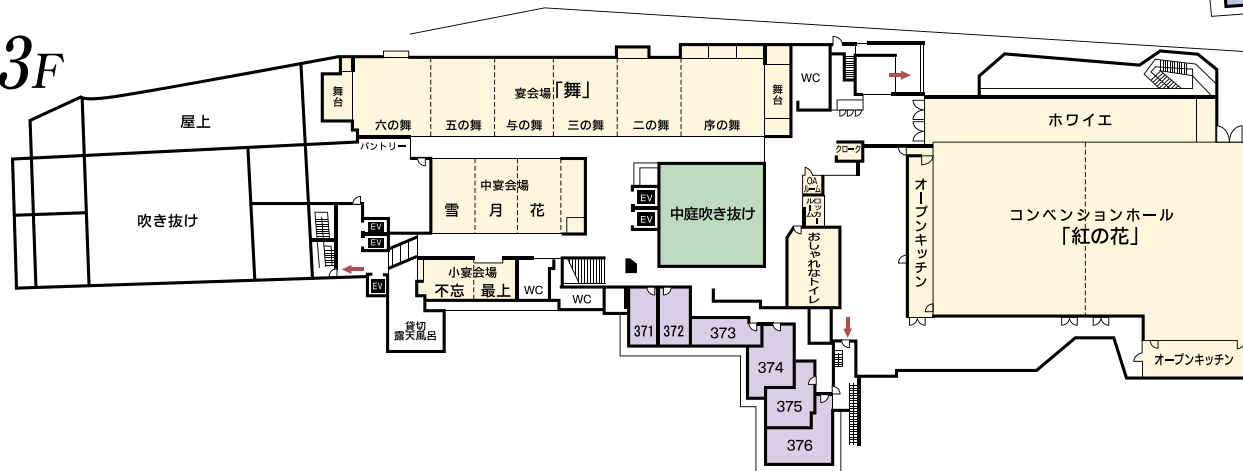 3F
屋上
舞台
宴会場「舞」
六の舞
五の舞
与の舞
三の舞
二の舞
序の舞
舞台
WC
パントリー
ホワイエ
クローク
吹き抜け
中宴会場
雪 月 花
EV
EV
中庭吹き抜け
OAルーム
ロッカールーム
オープンキッチン
コンベンションホール
「紅の花」
EV
EV
EV
小宴会場
不忘 最上
WC
WC
おしゃれなトイレ
貸切
露天風呂
371
372
373
374
375
376
オープンキッチン